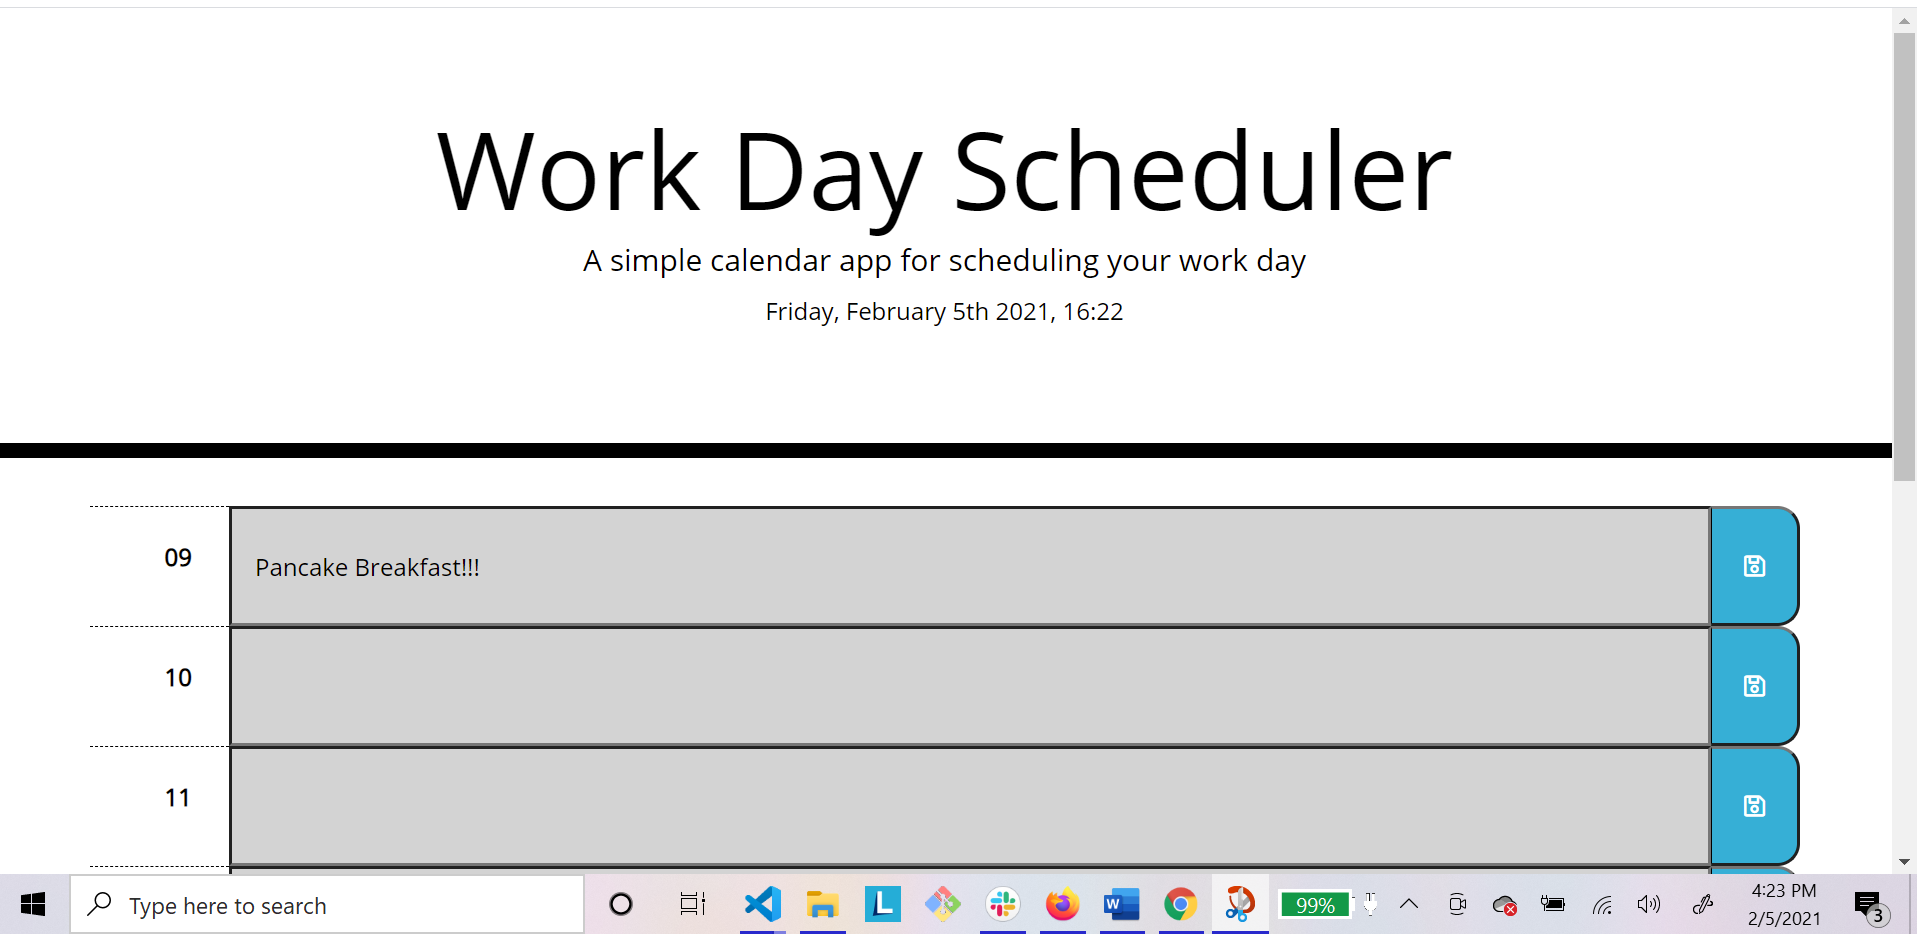 Work Day Scheduler
A simple calendar app for scheduling your work day
Friday, February 5th 2021, 16:22
09
Pancake Breakfast!!!
10
11
Type here to search
L
W
99%
4:23 PM
2/5/2021
3